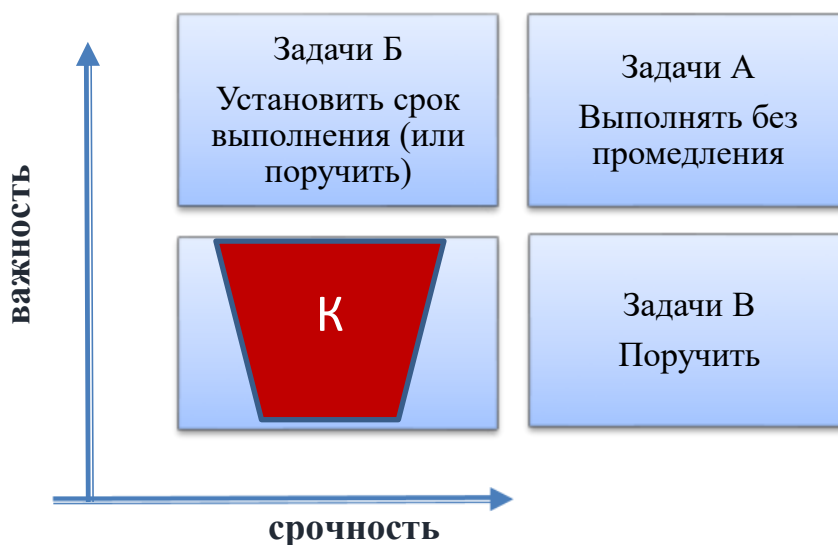 Задачи Б
Установить срок
выполнения (или
поручить)
Задачи А
Выполнять без
промедления
важность
К
Задачи В
Поручить
срочность